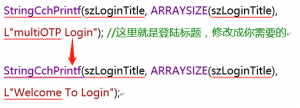 StringCchPrintf(szLoginTitle, ARRAYSIZE(szLoginTitle),
L"multiOTP Login"); //这里就是登陆标题，修改成你需要的
StringCchPrintf(szLoginTitle, ARRAYSIZE(szLoginTitle),
L"Welcome To Login");